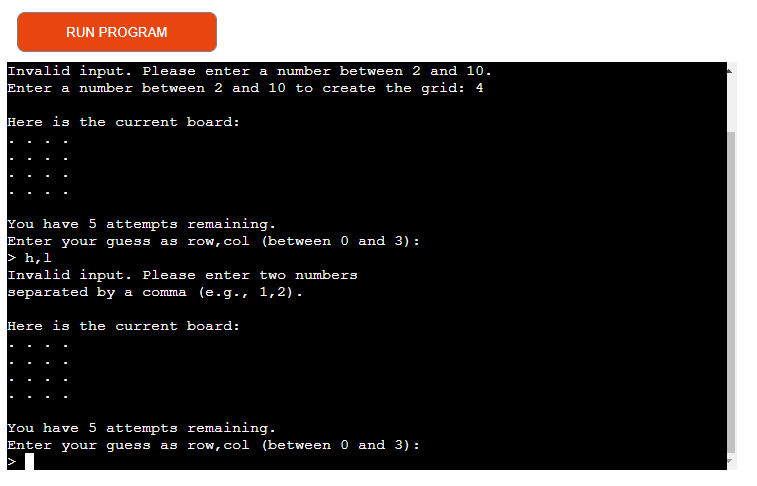 RUN PROGRAM
Invalid input. Please enter a number between 2 and 10.
Enter a number between 2 and 10 to create the grid: 4
Here is the current board:
. . . .
. . . .
. . . .
. . . .
You have 5 attempts remaining.
Enter your guess as row,col (between 0 and 3):
> h,l
Invalid input. Please enter two numbers
separated by a comma (e.g., 1,2).
Here is the current board:
. . . .
. . . .
. . . .
. . . .
You have 5 attempts remaining.
Enter your guess as row,col (between 0 and 3):
>